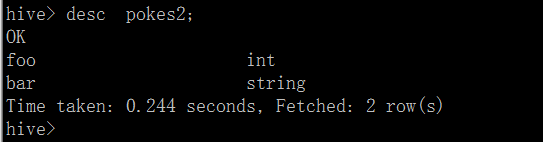 hive> desc  pokes2;
OK
foo                     int
bar                     string
Time taken: 0.244 seconds, Fetched: 2 row(s)
hive>